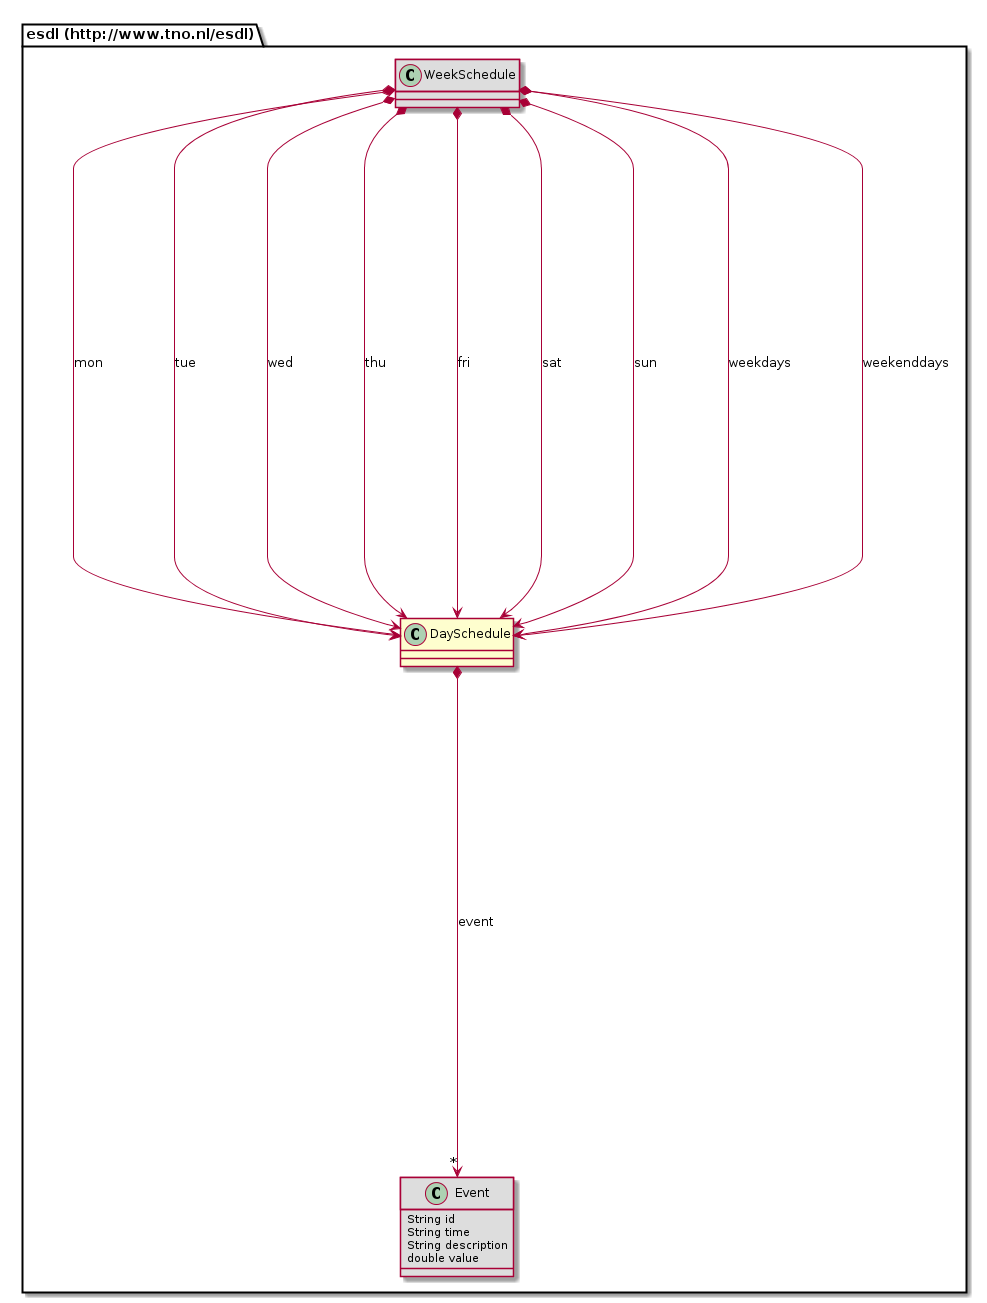 esdl (http://www.tno.nl/esdl)
C WeekSchedule
mon tue wed thu fri sat sun weekdays weekenddays
C DaySchedule
event
*
C Event
String id
String time
String description
double value